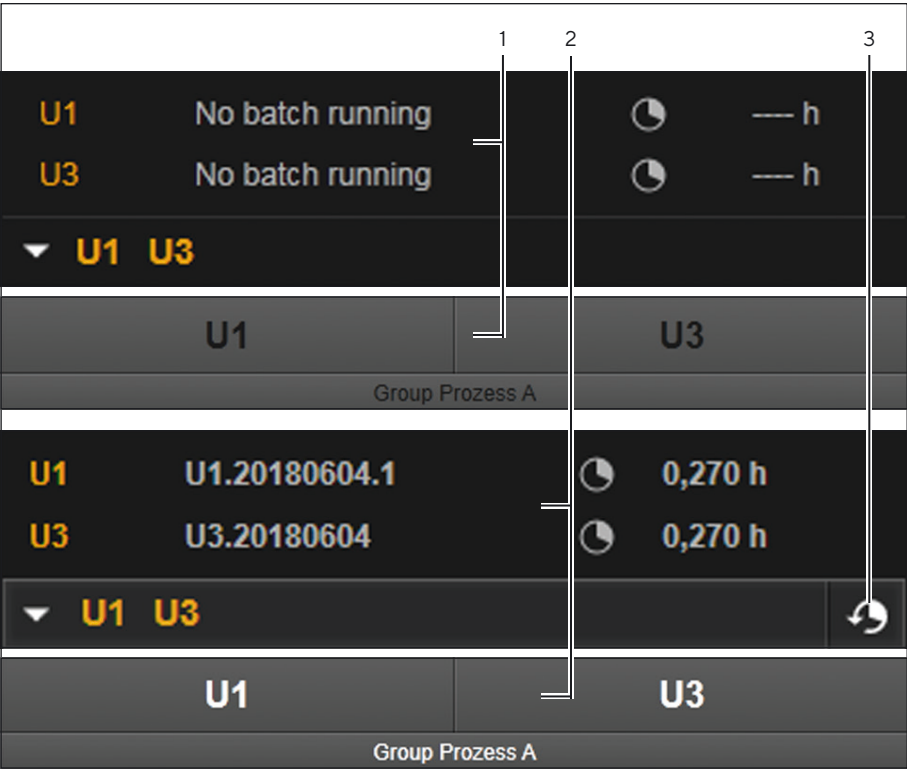 1 2 3
U1 No batch running ---- h
U3 No batch running ---- h
U1 U3
U1 U3
Group Prozess A
U1 U1.20180604.1 0,270 h
U3 U3.20180604 0,270 h
U1 U3
U1 U3
Group Prozess A